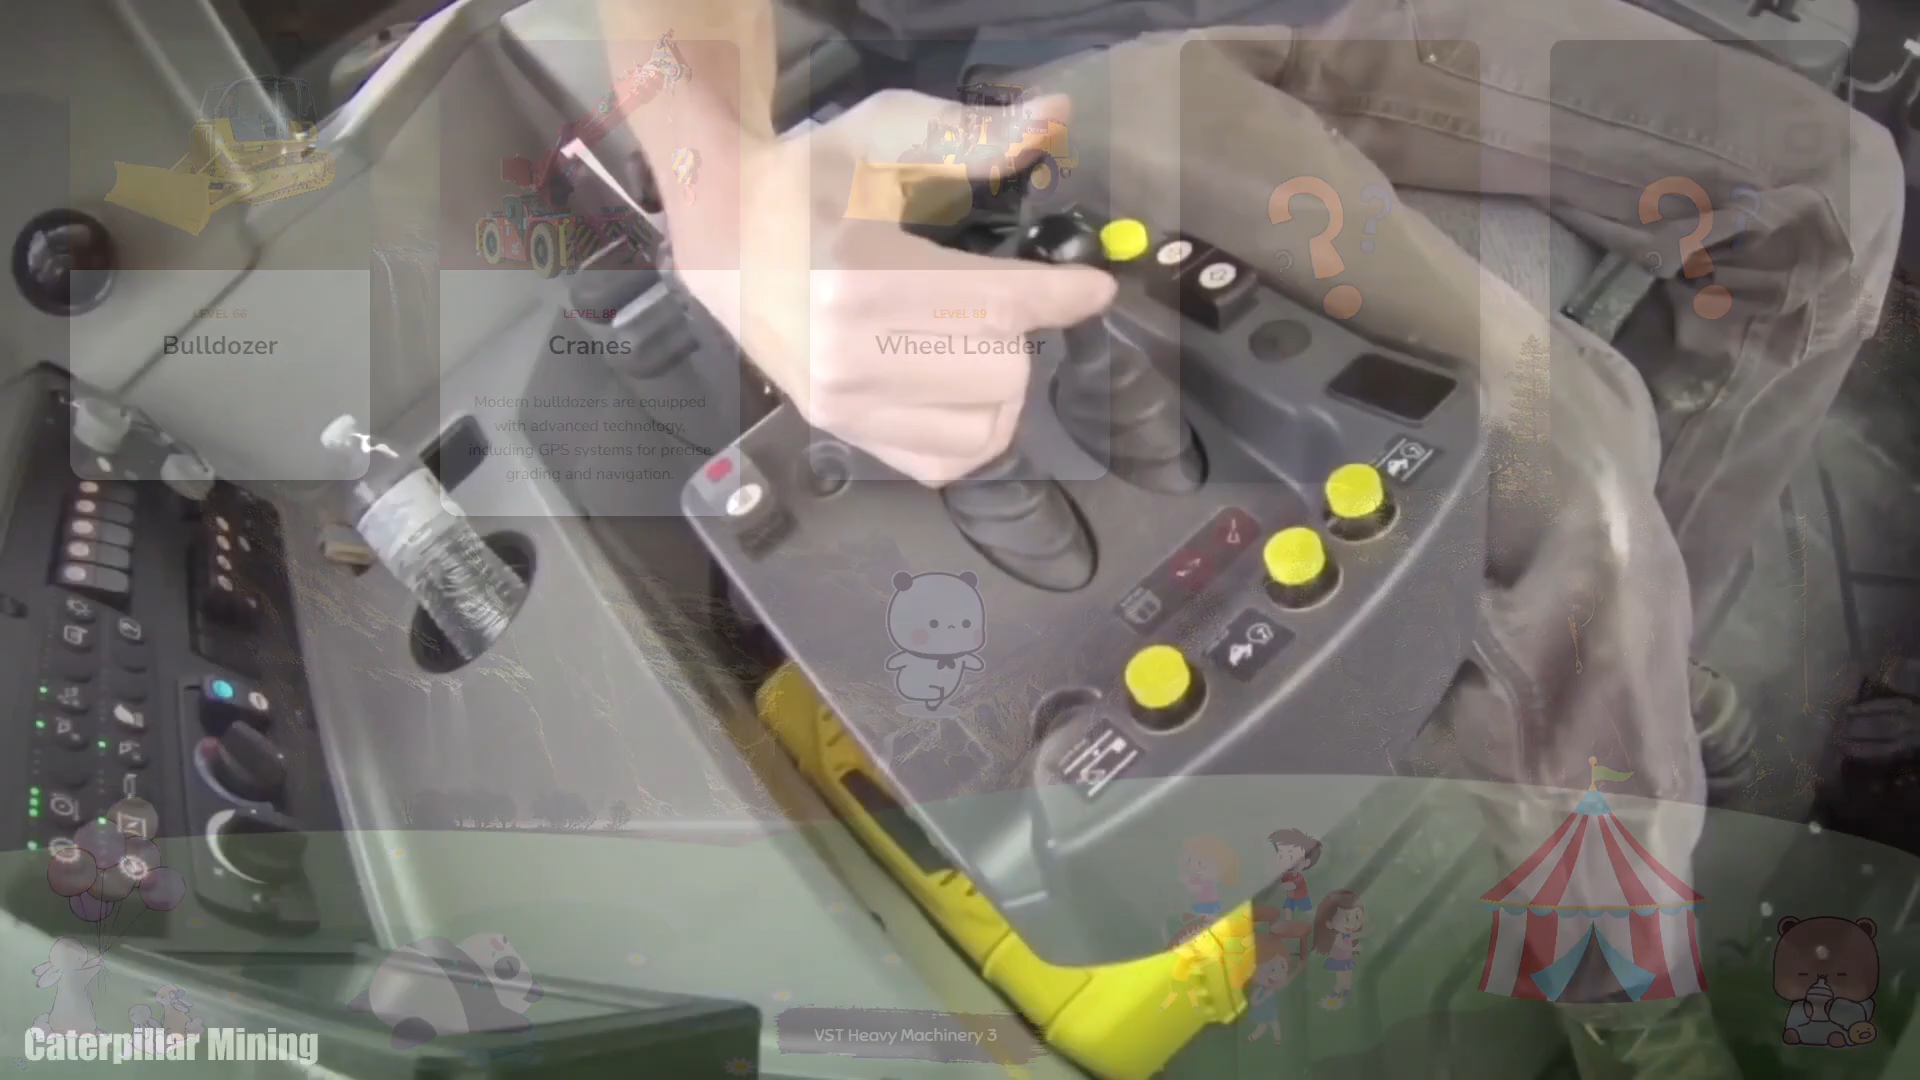 LEVEL 66
Bulldozer
LEVEL 88
Cranes
Modern bulldozers are equipped
with advanced technology,
including GPS systems for precise
grading and navigation.
LEVEL 89
Wheel Loader
Caterpillar Mining
VST Heavy Machinery 3